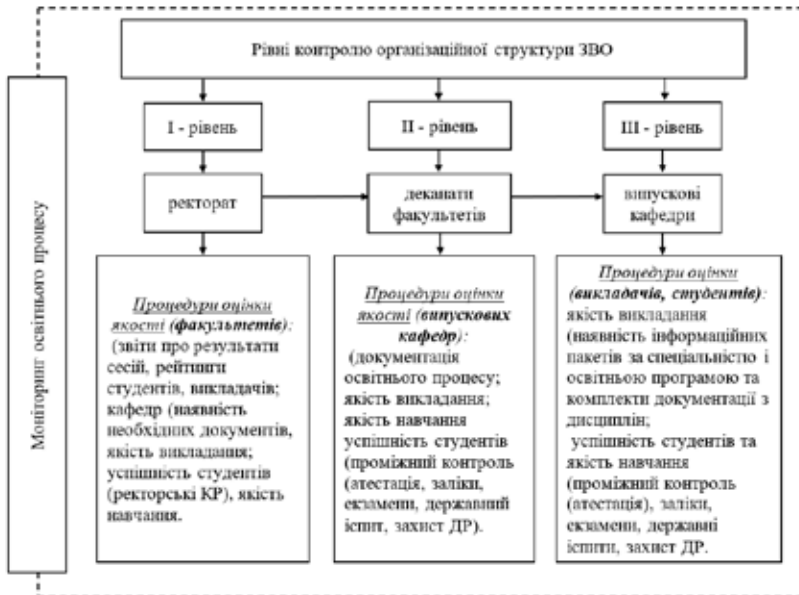 Рівні контролю організаційної структури ЗВО
Моніторинг освітнього процесу
І - рівень
ІІ - рівень
ІІІ - рівень
ректорат
деканати
факультетів
випускові
кафедри
Процедури оцінки
якості (факультетів):
(звіти про результати
сесій, рейтинги
студентів, викладачів;
кафедр (наявність
необхідних документів,
якість викладання;
успішність студентів
(ректорські КР), якість
навчання.
Процедури оцінки
якості (випускових
кафедр):
(документація
освітнього процесу;
якість викладання;
якість навчання
успішність студентів
(проміжний контроль
(атестація, заліки,
екзамени, державний
іспит, захист ДР).
Процедури оцінки
(викладачів, студентів):
якість викладання
(наявність інформаційних
пакетів за спеціальністю і
освітньою програмою та
комплекти документації з
дисциплін;
успішність студентів та
якість навчання
(проміжний контроль
(атестація), заліки,
екзамени, державні
іспити, захист ДР.